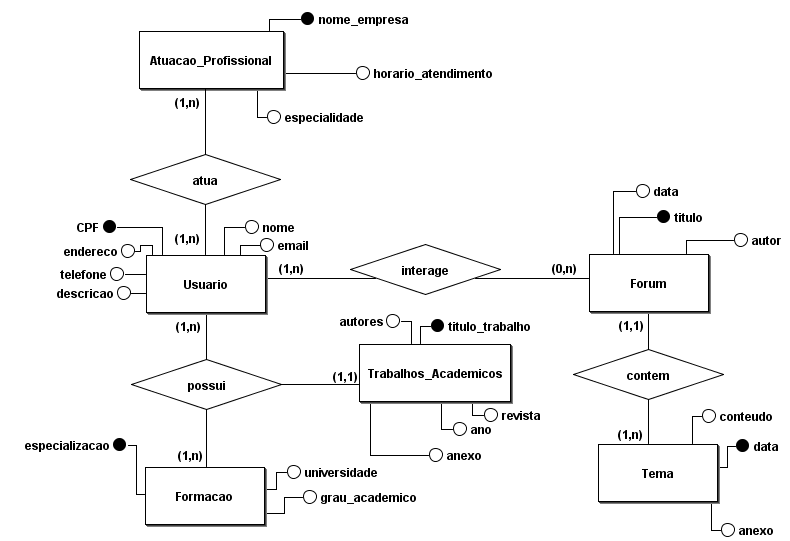 nome_empresa
Atuacao_Profissional
horario_atendimento
(1,n)
especialidade
atua
data
titulo
CPF
nome
autor
(1,n)
endereco
email
(1,n)
interage
(0,n)
telefone
Usuario
Forum
descricao
(1,n)
autores
titulo_trabalho
(1,1)
possui
(1,1)
Trabalhos_Academicos
contem
revista
conteudo
ano
(1,n)
especializacao
(1,n)
anexo
data
universidade
Tema
Formacao
grau_academico
anexo